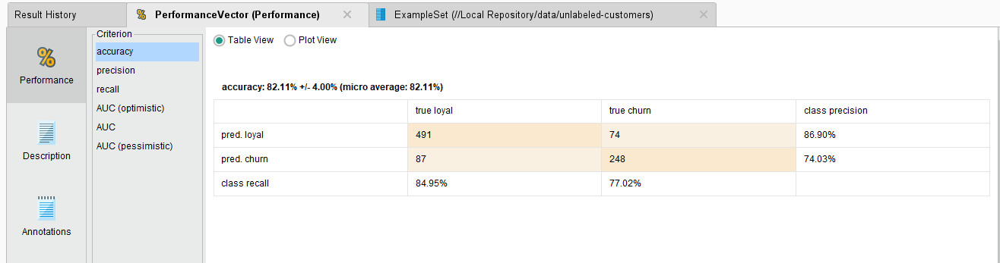 Result History
PerformanceVector (Performance)
ExampleSet (//Local Repository/data/unlabeled-customers)
Performance
Description
Annotations
Criterion
accuracy
precision
recall
AUC (optimistic)
AUC
AUC (pessimistic)
Table View
Plot View
accuracy: 82.11% +/- 4.00% (micro average: 82.11%)
true loyal true churn class precision
pred. loyal 491 74 86.90%
pred. churn 87 248 74.03%
class recall 84.95% 77.02%